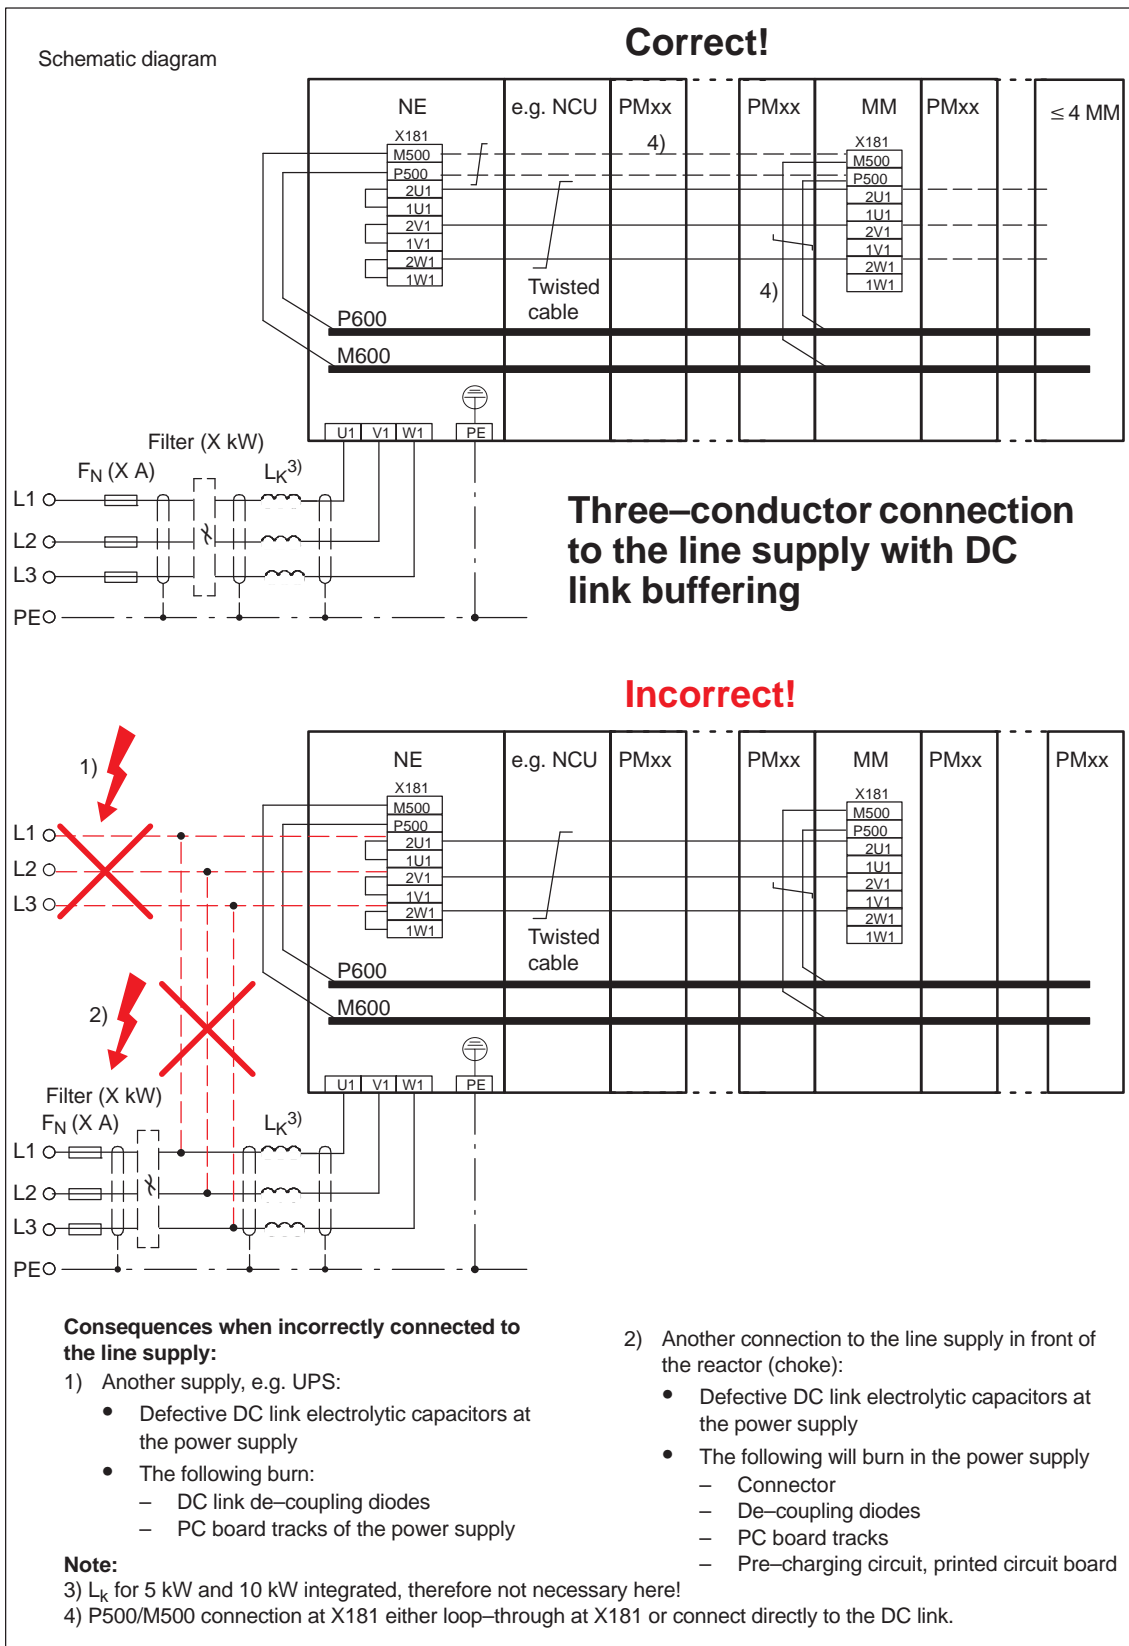 Correct!
Schematic diagram
NE
e.g. NCU
PMxx
PMxx
MM
PMxx
≤ 4 MM
X181
M500
P500
2U1
1U1
2V1
1V1
2W1
1W1
4)
X181
M500
P500
2U1
1U1
2V1
1V1
2W1
1W1
Twisted
cable
4)
P600
M600
U1 V1 W1 PE
Filter (X kW)
FN (X A)
LK3)
L1
L2
L3
PE
Three–conductor connection
to the line supply with DC
link buffering
Incorrect!
NE
e.g. NCU
PMxx
PMxx
MM
PMxx
PMxx
1)
X181
M500
P500
2U1
1U1
2V1
1V1
2W1
1W1
X181
M500
P500
2U1
1U1
2V1
1V1
2W1
1W1
L1
L2
L3
Twisted
cable
P600
M600
2)
U1 V1 W1 PE
Filter (X kW)
FN (X A)
LK3)
L1
L2
L3
PE
Consequences when incorrectly connected to
the line supply:
1) Another supply, e.g. UPS:
• Defective DC link electrolytic capacitors at
the power supply
• The following burn:
– DC link de–coupling diodes
– PC board tracks of the power supply
2) Another connection to the line supply in front of
the reactor (choke):
• Defective DC link electrolytic capacitors at
the power supply
• The following will burn in the power supply
– Connector
– De–coupling diodes
– PC board tracks
– Pre–charging circuit, printed circuit board
Note:
3) Lk for 5 kW and 10 kW integrated, therefore not necessary here!
4) P500/M500 connection at X181 either loop–through at X181 or connect directly to the DC link.